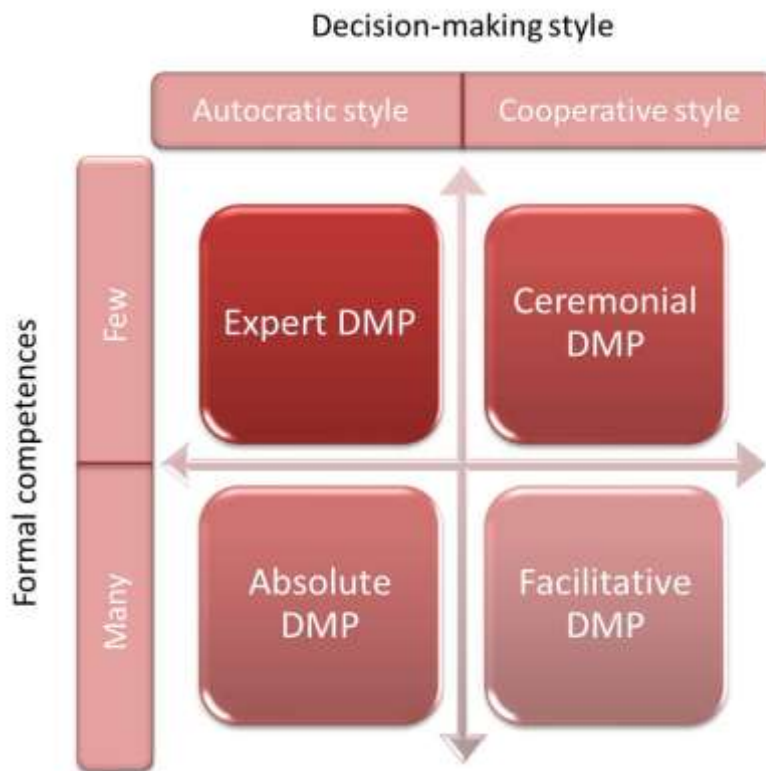 Decision-making style
Autocratic style
Cooperative style
Formal competences
Few
Expert DMP
Ceremonial
DMP
Many
Absolute
DMP
Facilitative
DMP